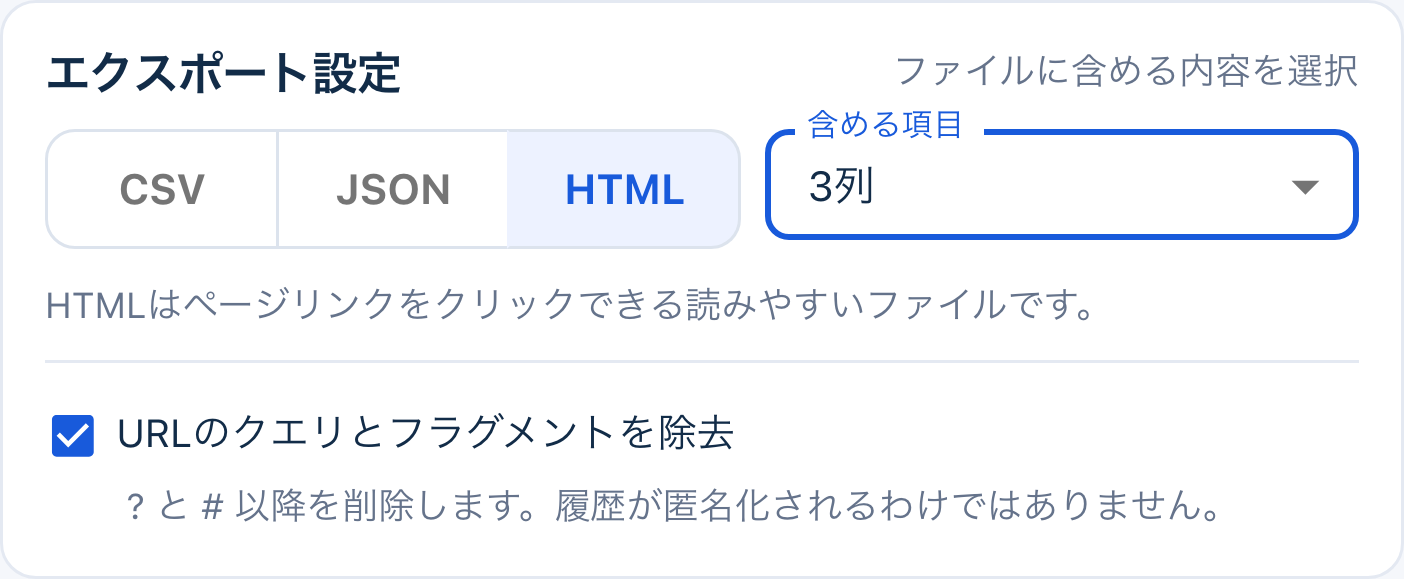 エクスポート設定
ファイルに含める内容を選択
CSV
JSON
HTML
含める項目
3列
HTMLはページリンクをクリックできる読みやすいファイルです。
URLのクエリとフラグメントを除去
? と # 以降を削除します。履歴が匿名化されるわけではありません。